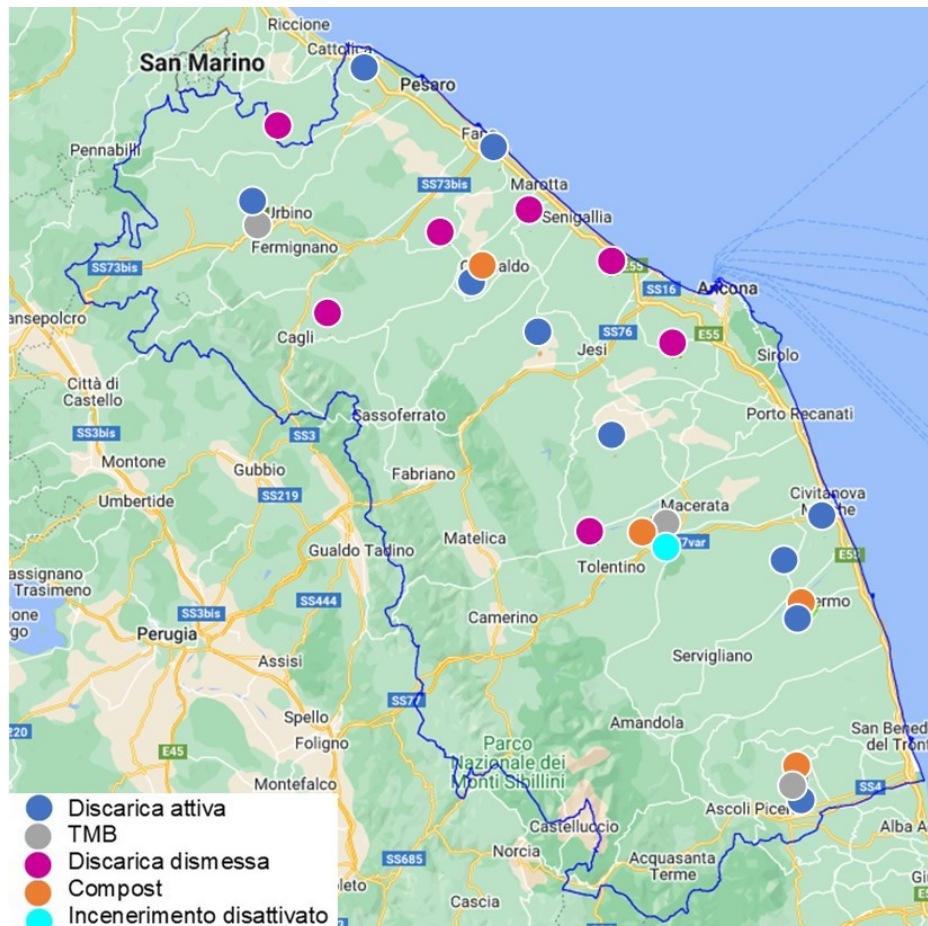 Riccione
Cattolica
San Marino
Pesaro
Pennabilli
Fano
SS73bis
Marotta
Senigallia
Urbino
Fermignano
SS73bis
E55
SS16
Ancona
Cagli
SS76
E55
Jesi
Sirolo
Città di
Castello
Sassoferrato
Porto Recanati
SS3bis
SS3
Montone
Gubbio
Fabriano
Umbertide
SS219
Macerata
Civitanova
Gualdo Tadino
Matelica
7var
E55
Tolentino
Trasimeno
SS444
SS3bis
Camerino
Perugia
Assisi
Servigliano
SS77
Spello
Foligno
Amandola
E45
Parco
Nazionale dei
Monti Sibillini
San Bened
del Tront
Montefalco
SS4
Ascoli Picen
Castelluccio
Norcia
Alba A
SS685
Acquasanta
Terme
Cascia
Discarica attiva
TMB
Discarica dismessa
Compost
Incenerimento disattivato